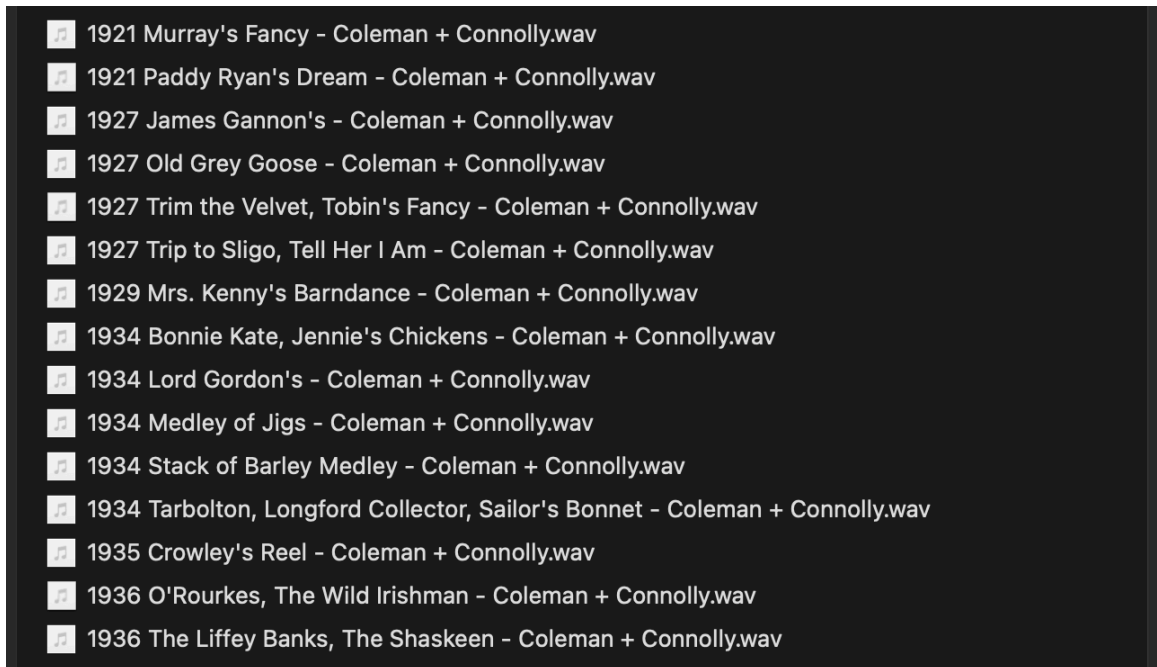 1921 Murray's Fancy - Coleman + Connolly.wav
1921 Paddy Ryan's Dream - Coleman + Connolly.wav
1927 James Gannon's - Coleman + Connolly.wav
1927 Old Grey Goose - Coleman + Connolly.wav
1927 Trim the Velvet, Tobin's Fancy - Coleman + Connolly.wav
1927 Trip to Sligo, Tell Her I Am - Coleman + Connolly.wav
1929 Mrs. Kenny's Barndance - Coleman + Connolly.wav
1934 Bonnie Kate, Jennie's Chickens - Coleman + Connolly.wav
1934 Lord Gordon's - Coleman + Connolly.wav
1934 Medley of Jigs - Coleman + Connolly.wav
1934 Stack of Barley Medley - Coleman + Connolly.wav
1934 Tarbolton, Longford Collector, Sailor's Bonnet - Coleman + Connolly.wav
1935 Crowley's Reel - Coleman + Connolly.wav
1936 O'Rourkes, The Wild Irishman - Coleman + Connolly.wav
1936 The Liffey Banks, The Shaskeen - Coleman + Connolly.wav